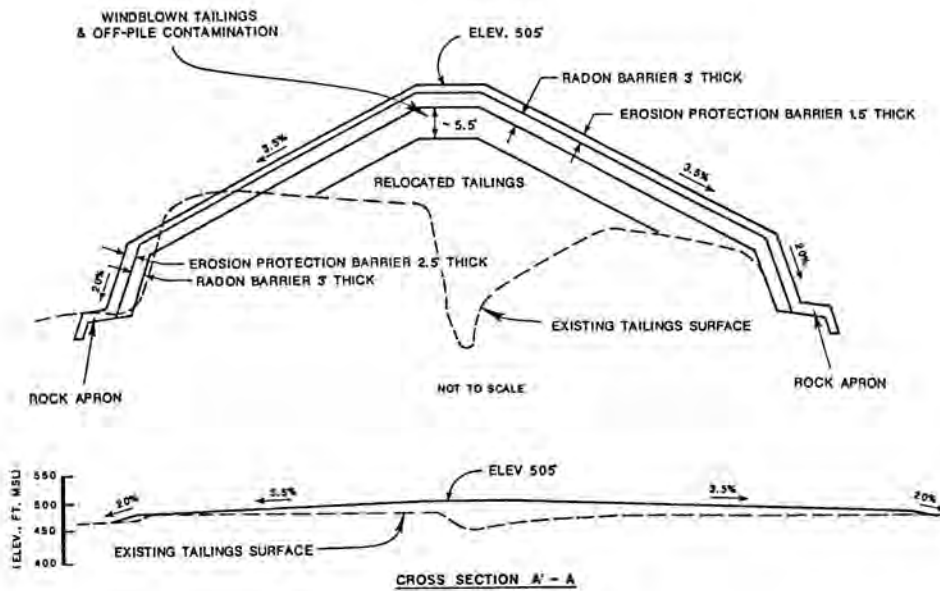 WINDBLOWN TAILINGS
& OFF-PILE CONTAMINATION
ELEV. 505'
RADON BARRIER 3' THICK
EROSION PROTECTION BARRIER 1.5' THICK
~ 5.5'
3.5%
3.5%
RELOCATED TAILINGS
20%
EROSION PROTECTION BARRIER 2.5' THICK
RADON BARRIER 3' THICK
20%
EXISTING TAILINGS SURFACE
ROCK APRON
NOT TO SCALE
ROCK APRON
(ELEV., FT, MSL)
550
500
450
400
20%
3.5%
ELEV 505'
3.5%
20%
EXISTING TAILINGS SURFACE
CROSS SECTION A' - A